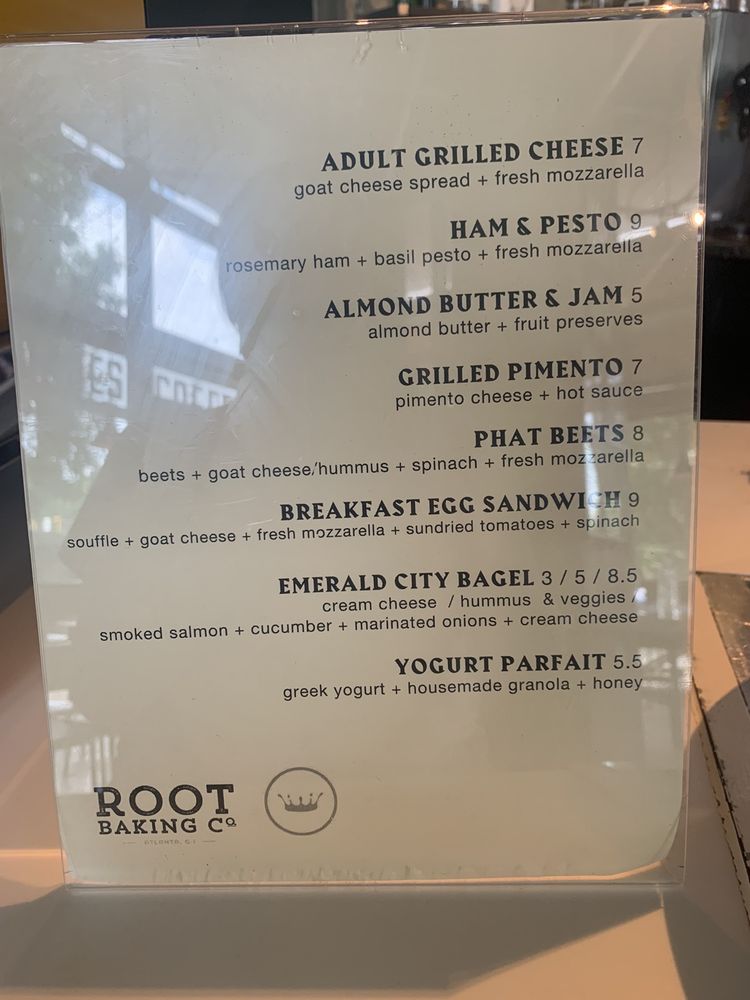 ADULT GRILLED CHEESE 7
goat cheese spread + fresh mozzarella
HAM & PESTO 9
rosemary ham + basil pesto + fresh mozzarella
ALMOND BUTTER & JAM 5
almond butter + fruit preserves
GRILLED PIMENTO 7
pimento cheese + hot sauce
PHAT BEETS 8
beets + goat cheese/hummus + spinach + fresh mozzarella
BREAKFAST EGG SANDWICH 9
souffle + goat cheese + fresh mozzarella + sundried tomatoes + spinach
EMERALD CITY BAGEL 3 / 5 / 8.5
cream cheese / hummus & veggies /
smoked salmon + cucumber + marinated onions + cream cheese
YOGURT PARFAIT 5.5
greek yogurt + housemade granola + honey
ROOT
BAKING Co
ATLANTA, GA